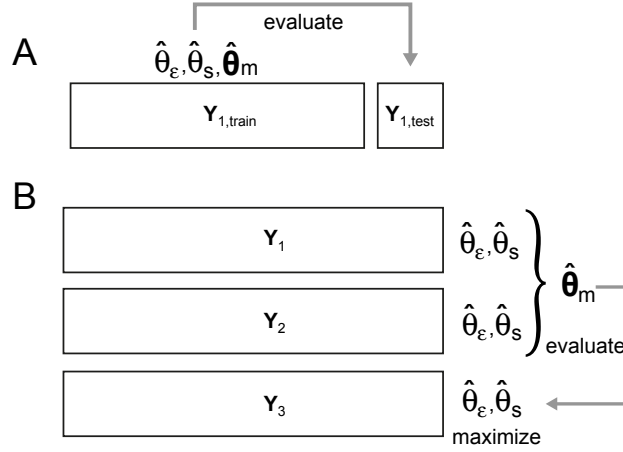 evaluate
A
θ̂ε,θ̂s,θ̂m
Y1,train
Y1,test
B
Y1
θ̂ε,θ̂s
θ̂m
Y2
θ̂ε,θ̂s
evaluate
Y3
θ̂ε,θ̂s
maximize